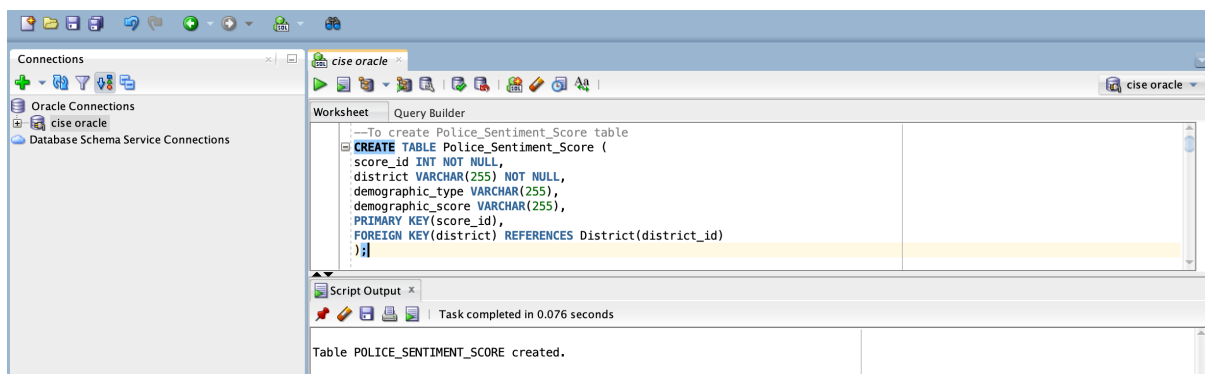 Connections
cise oracle
Oracle Connections
cise oracle
cise oracle
Database Schema Service Connections
Worksheet Query Builder
--To create Police_Sentiment_Score table
CREATE TABLE Police_Sentiment_Score (
score_id INT NOT NULL,
district VARCHAR(255) NOT NULL,
demographic_type VARCHAR(255),
demographic_score VARCHAR(255),
PRIMARY KEY(score_id),
FOREIGN KEY(district) REFERENCES District(district_id)
);
Script Output
Task completed in 0.076 seconds
Table POLICE_SENTIMENT_SCORE created.